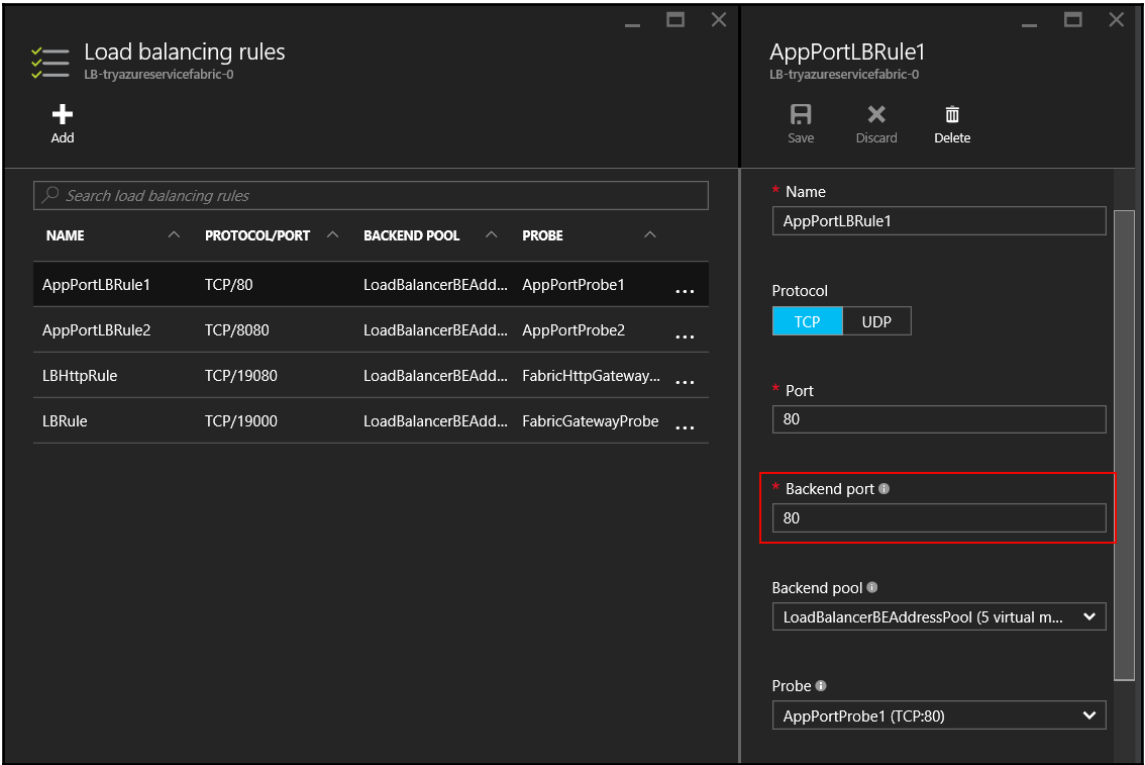 Load balancing rules
LB-tryazureservicefabric-0
Add
Search load balancing rules
NAME PROTOCOL/PORT BACKEND POOL PROBE
AppPortLBRule1 TCP/80 LoadBalancerBEAdd... AppPortProbe1 ...
AppPortLBRule2 TCP/8080 LoadBalancerBEAdd... AppPortProbe2 ...
LBHttpRule TCP/19080 LoadBalancerBEAdd... FabricHttpGateway... ...
LBRule TCP/19000 LoadBalancerBEAdd... FabricGatewayProbe ...
AppPortLBRule1
LB-tryazureservicefabric-0
Save Discard Delete
* Name
AppPortLBRule1
Protocol
TCP UDP
* Port
80
* Backend port
80
Backend pool
LoadBalancerBEAddressPool (5 virtual m...
Probe
AppPortProbe1 (TCP:80)